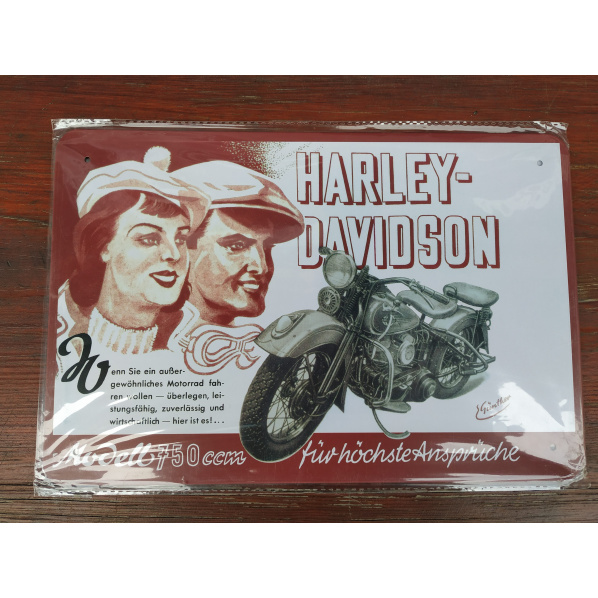 HARLEY-
DAVIDSON
Wenn Sie ein außer-
gewöhnliches Motorrad fah-
ren wollen — überlegen, lei-
stungsfähig, zuverlässig und
wirtschaftlich — hier ist es!...
Günther
Modell 750 ccm für höchste Ansprüche